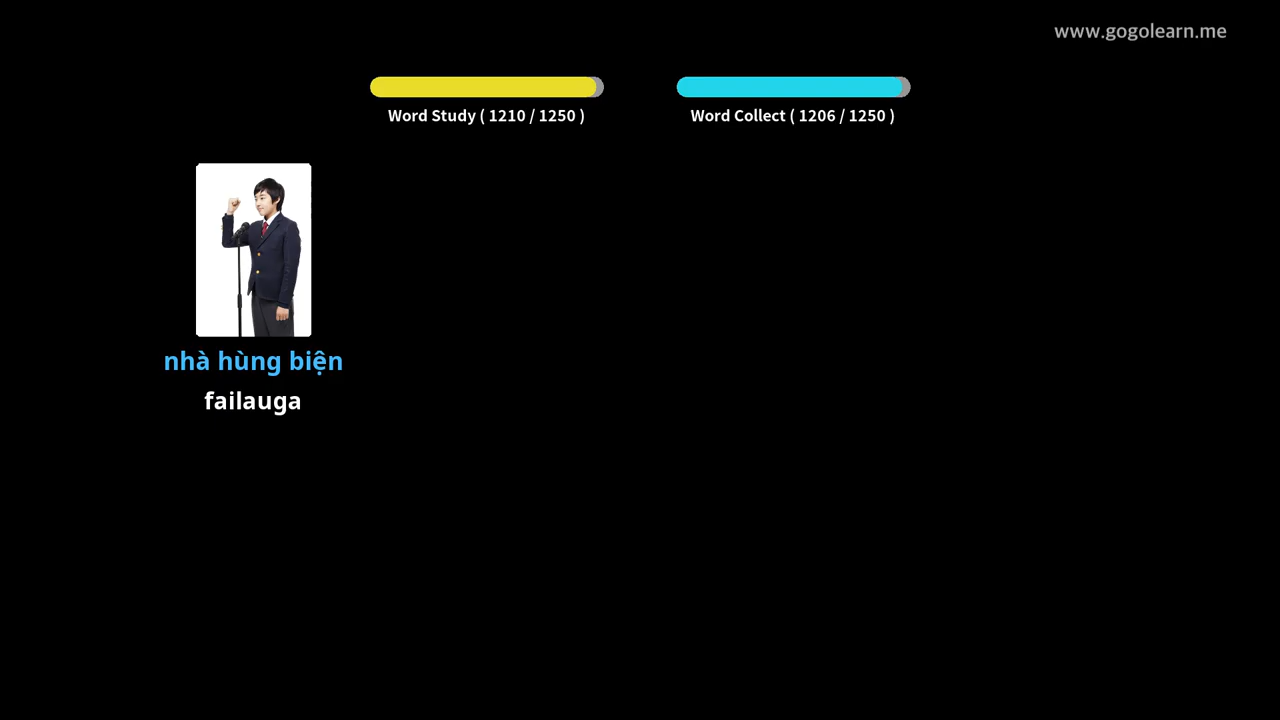 www.gogolearn.me
Word Study ( 1210 / 1250 )
Word Collect ( 1206 / 1250 )
nhà hùng biện
failauga